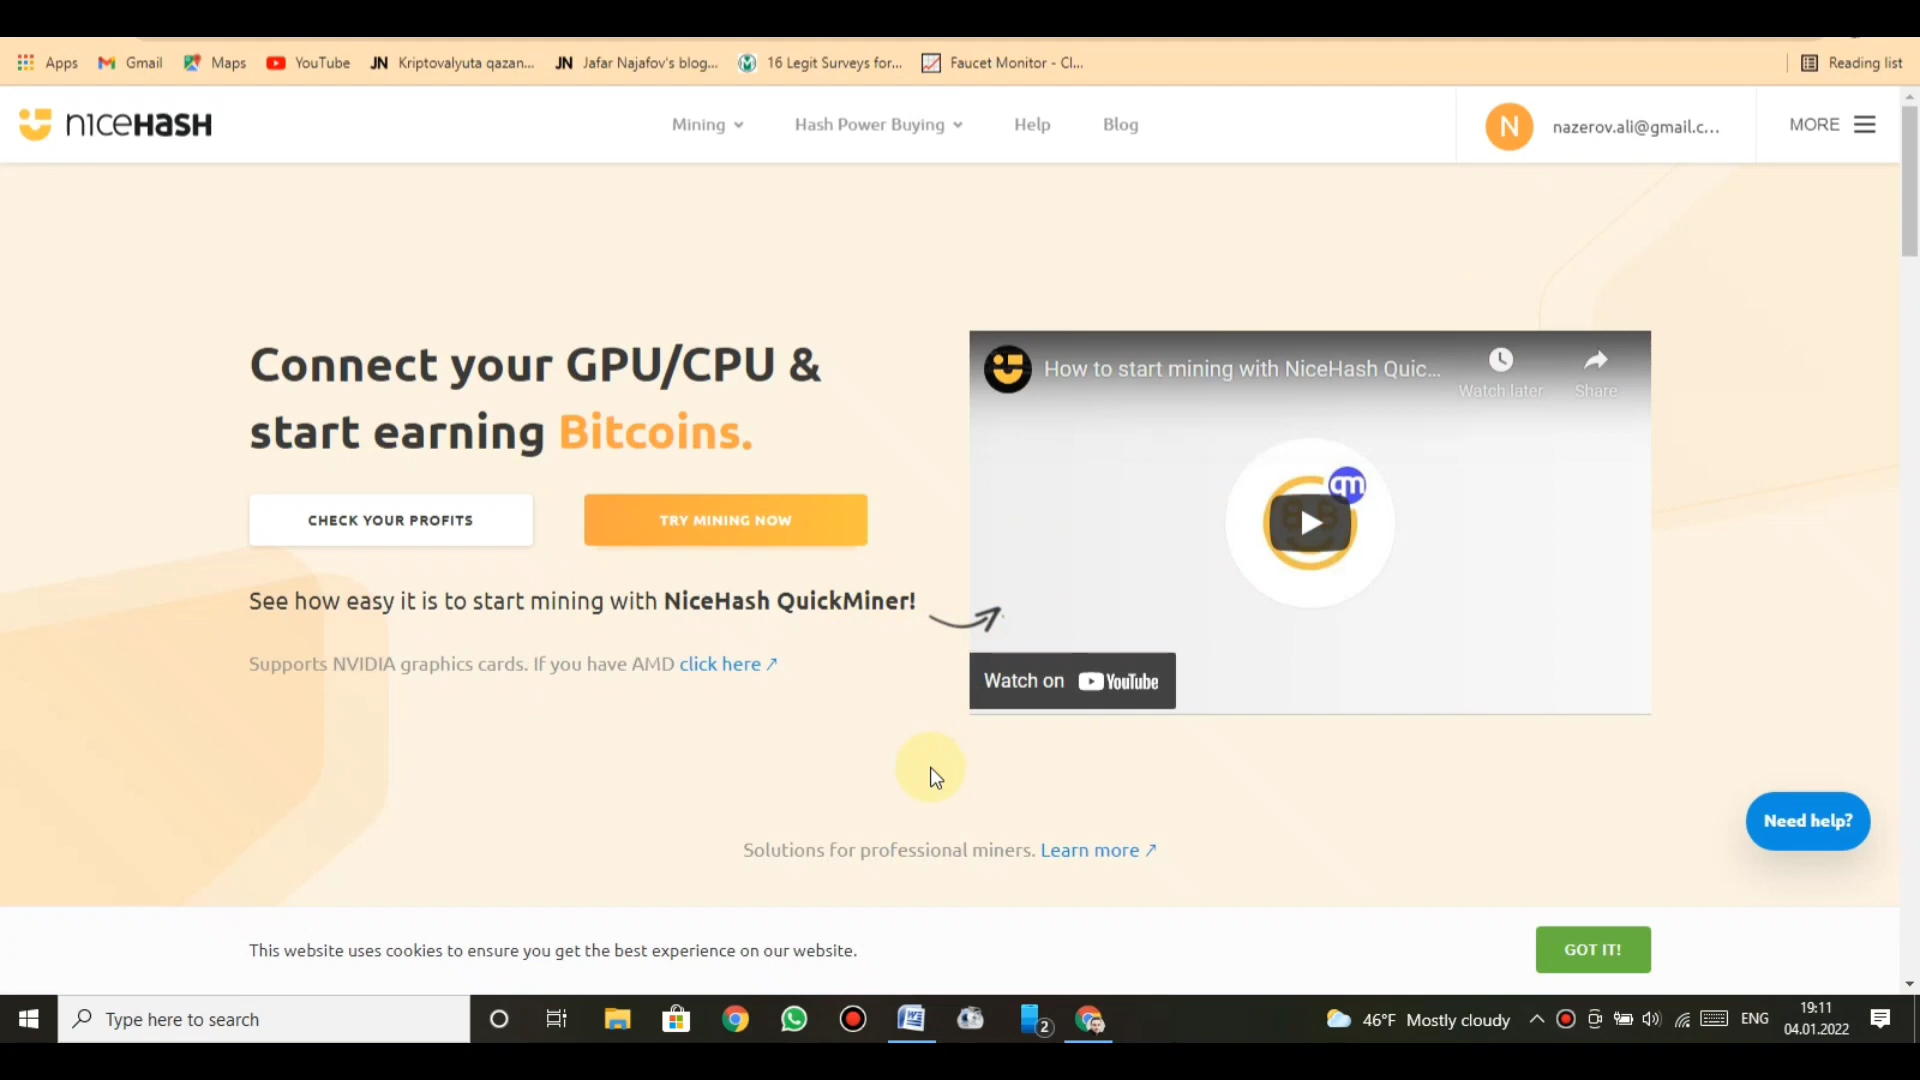 Apps Gmail Maps YouTube JN Kriptovalyuta qazan... JN Jafar Najafov's blog... 16 Legit Surveys for... Faucet Monitor - Cl... Reading list
nıceHASH Mining Hash Power Buying Help Blog N nazerov.ali@gmail.c... MORE
Connect your GPU/CPU &
start earning Bitcoins.
CHECK YOUR PROFITS TRY MINING NOW
See how easy it is to start mining with NiceHash QuickMiner!
Supports NVIDIA graphics cards. If you have AMD click here ↗
How to start mining with NiceHash Quic...
Watch later Share
qm
Watch on YouTube
Solutions for professional miners. Learn more ↗
Need help?
This website uses cookies to ensure you get the best experience on our website. GOT IT!
Type here to search 2 46°F Mostly cloudy ENG 19:11
04.01.2022